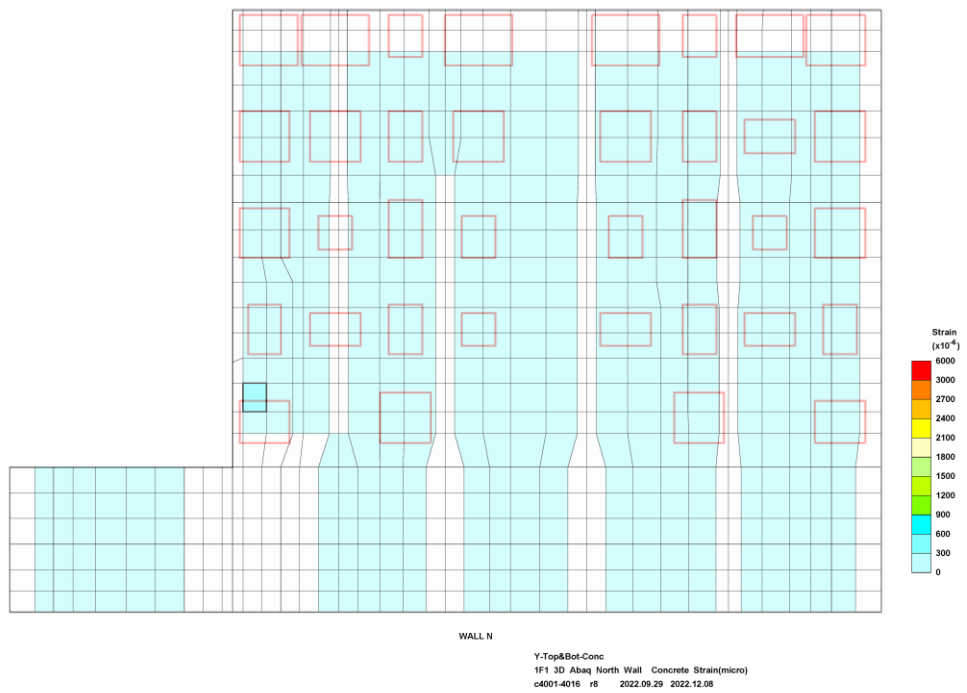 Strain
(x10⁻⁶)
6000
3000
2700
2400
2100
1800
1500
1200
900
600
300
0
WALL N
Y-Top&Bot-Conc
1F1 3D Abaq North Wall Concrete Strain(micro)
c4001-4016 r8 2022.09.29 2022.12.08